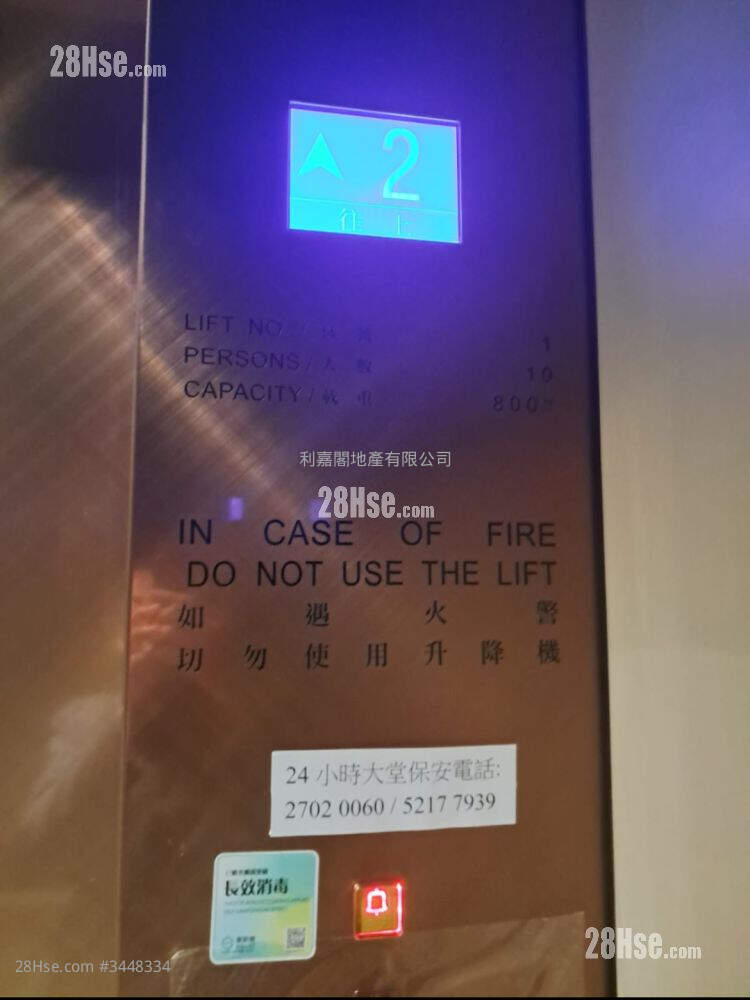 28Hse.com
2
往上
LIFT NO. / 1
PERSONS / 人數 10
CAPACITY / 載重 800
利嘉閣地產有限公司
28Hse.com
IN CASE OF FIRE
DO NOT USE THE LIFT
如遇火警
切勿使用升降機
24 小時大堂保安電話:
2702 0060 / 5217 7939
長效消毒
28Hse.com
28Hse.com #3448334